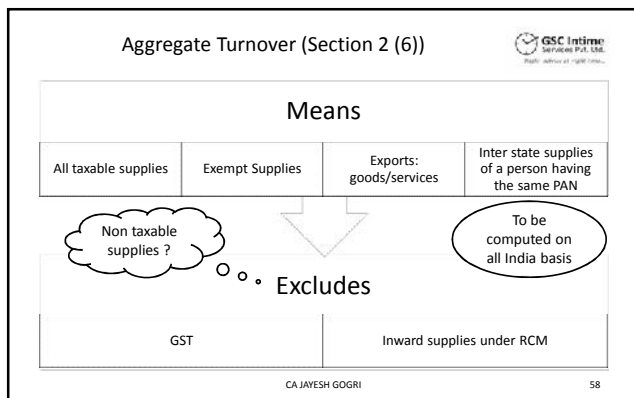 Aggregate Turnover (Section 2 (6))
GSC Intime
Services Pvt. Ltd.
Means
All taxable supplies
Exempt Supplies
Exports:
goods/services
Inter state supplies
of a person having
the same PAN
Non taxable
supplies ?
To be
computed on
all India basis
Excludes
GST
Inward supplies under RCM
CA JAYESH GOGRI
58